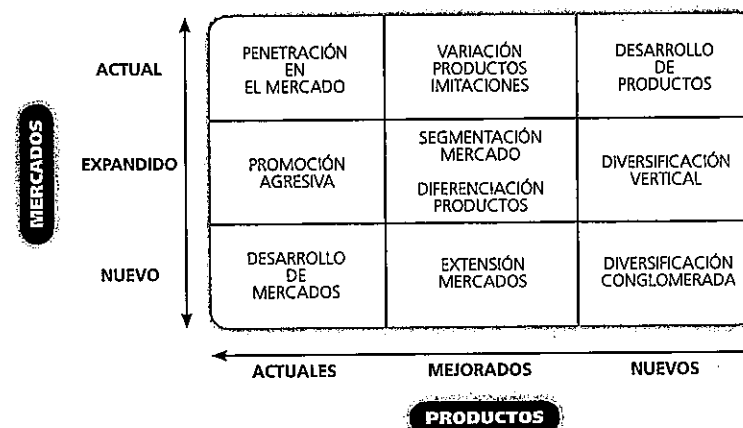 PENETRACIÓN
EN
EL MERCADO
VARIACIÓN
PRODUCTOS
IMITACIONES
DESARROLLO
DE
PRODUCTOS
ACTUAL
PROMOCIÓN
AGRESIVA
SEGMENTACIÓN
MERCADO
DIFERENCIACIÓN
PRODUCTOS
DIVERSIFICACIÓN
VERTICAL
EXPANDIDO
MERCADOS
DESARROLLO
DE
MERCADOS
EXTENSIÓN
MERCADOS
DIVERSIFICACIÓN
CONGLOMERADA
NUEVO
ACTUALES
MEJORADOS
NUEVOS
PRODUCTOS